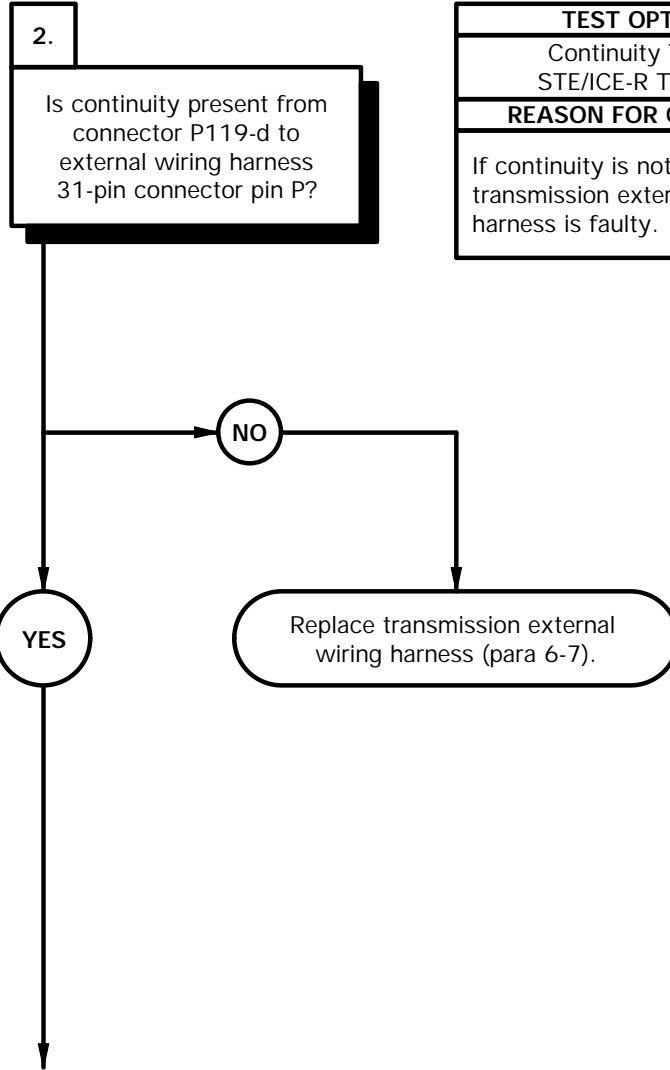 2.
Is continuity present from
connector P119-d to
external wiring harness
31-pin connector pin P?
TEST OPT
Continuity
STE/ICE-R T
REASON FOR
If continuity is not
transmission exter
harness is faulty.
NO
YES
Replace transmission external
wiring harness (para 6-7).